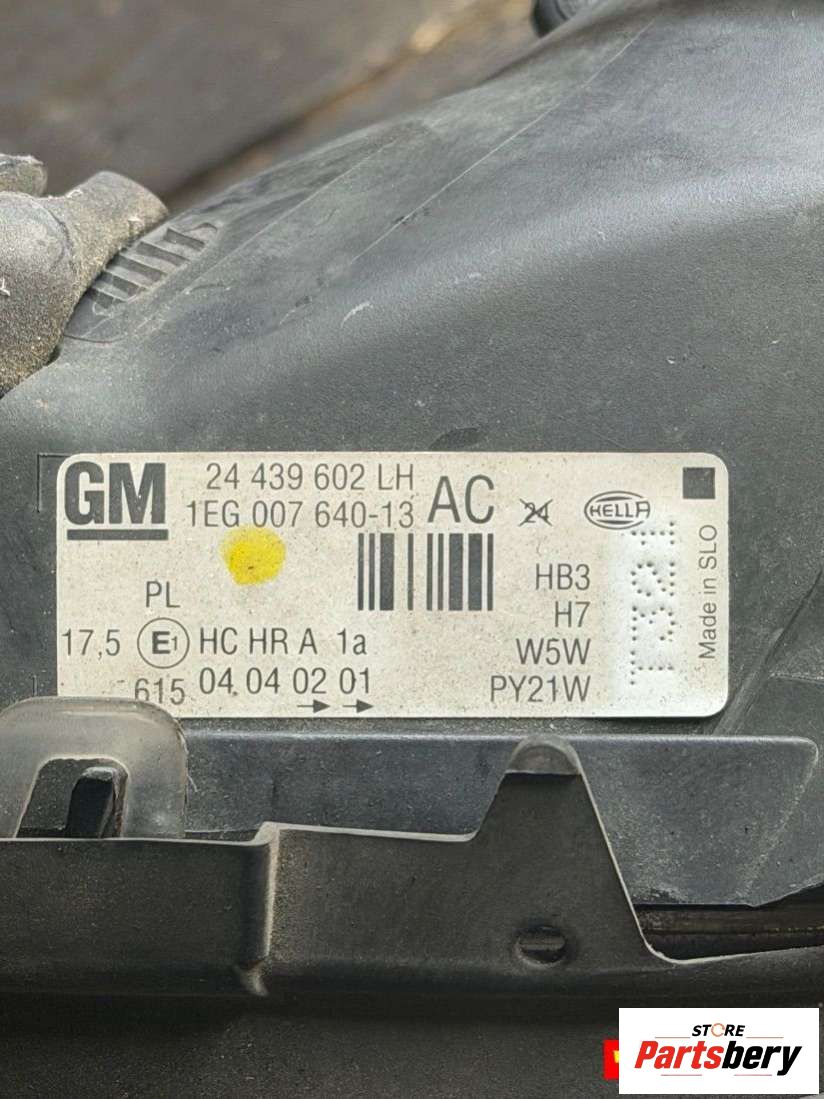 GM
24 439 602 LH
1EG 007 640-13
AC
24
HELLA
PL
HB3
H7
17,5 E1 HC HR A 1a
W5W
615 04 04 02 01
PY21W
Made in SLO
STORE
Partsbery